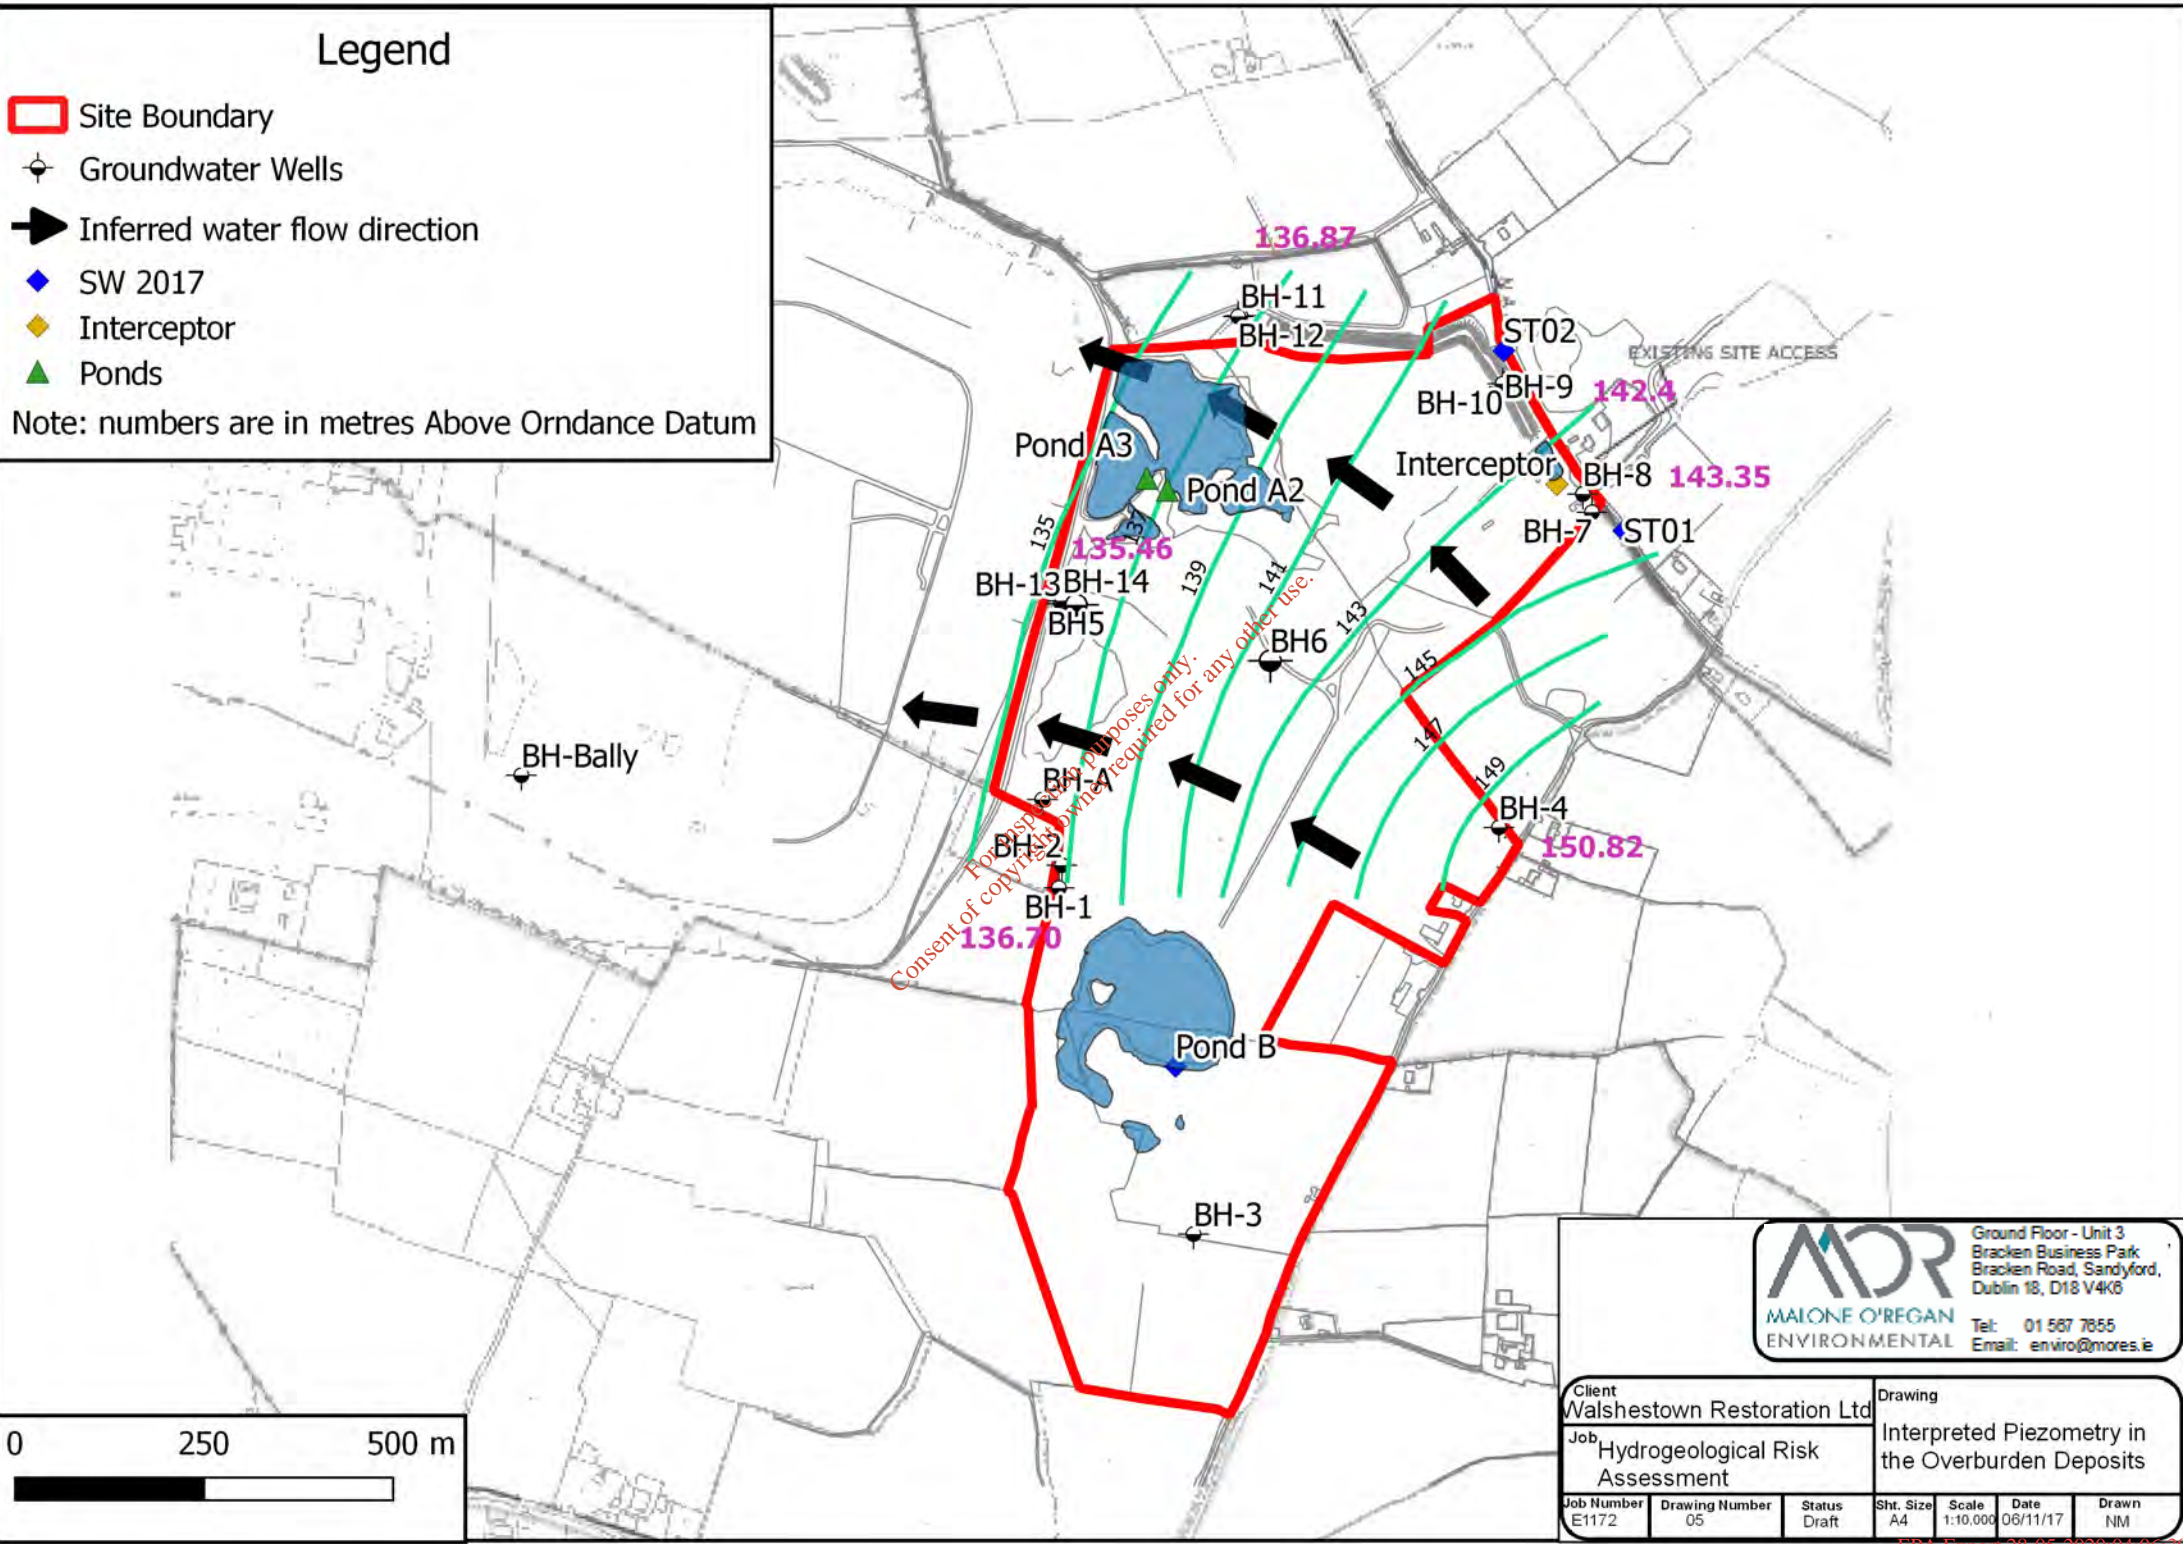 Legend
Site Boundary
Groundwater Wells
Inferred water flow direction
SW 2017
Interceptor
Ponds
Note: numbers are in metres Above Orndance Datum
136.87
BH-11
BH-12
ST02
EXISTING SITE ACCESS
BH-9
BH-10
142.4
Pond A3
Interceptor
BH-8
143.35
Pond A2
BH-7
ST01
135
137
135.46
139
141
143
BH-13
BH-14
BH5
BH6
145
147
149
BH-Bally
BH-A
BH-4
150.82
BH-2
BH-1
136.70
For inspection purposes only.
Consent of copyright owner required for any other use.
Pond B
BH-3
0 250 500 m
MOR
MALONE O'REGAN
ENVIRONMENTAL
Ground Floor - Unit 3
Bracken Business Park
Bracken Road, Sandyford,
Dublin 18, D18 V4K6
Tel: 01 567 7655
Email: enviro@mores.ie
Client
Walshestown Restoration Ltd
Drawing
Interpreted Piezometry in
the Overburden Deposits
Job
Hydrogeological Risk
Assessment
Job Number
E1172
Drawing Number
05
Status
Draft
Sht. Size
A4
Scale
1:10,000
Date
06/11/17
Drawn
NM